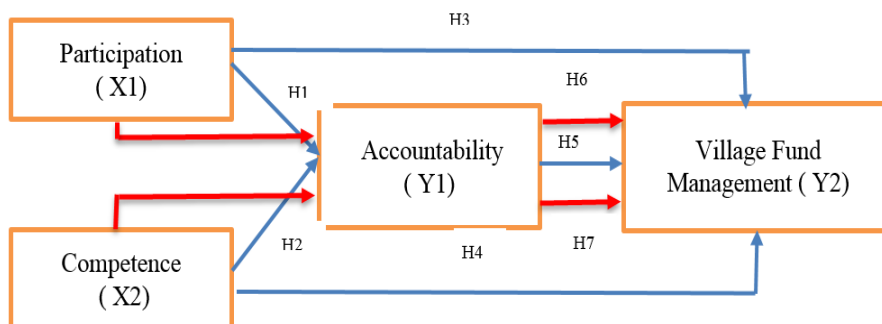 H3
Participation
( X1)
H6
H1
Accountability
( Y1)
H5
Village Fund
Management ( Y2)
H2
H4
H7
Competence
( X2)